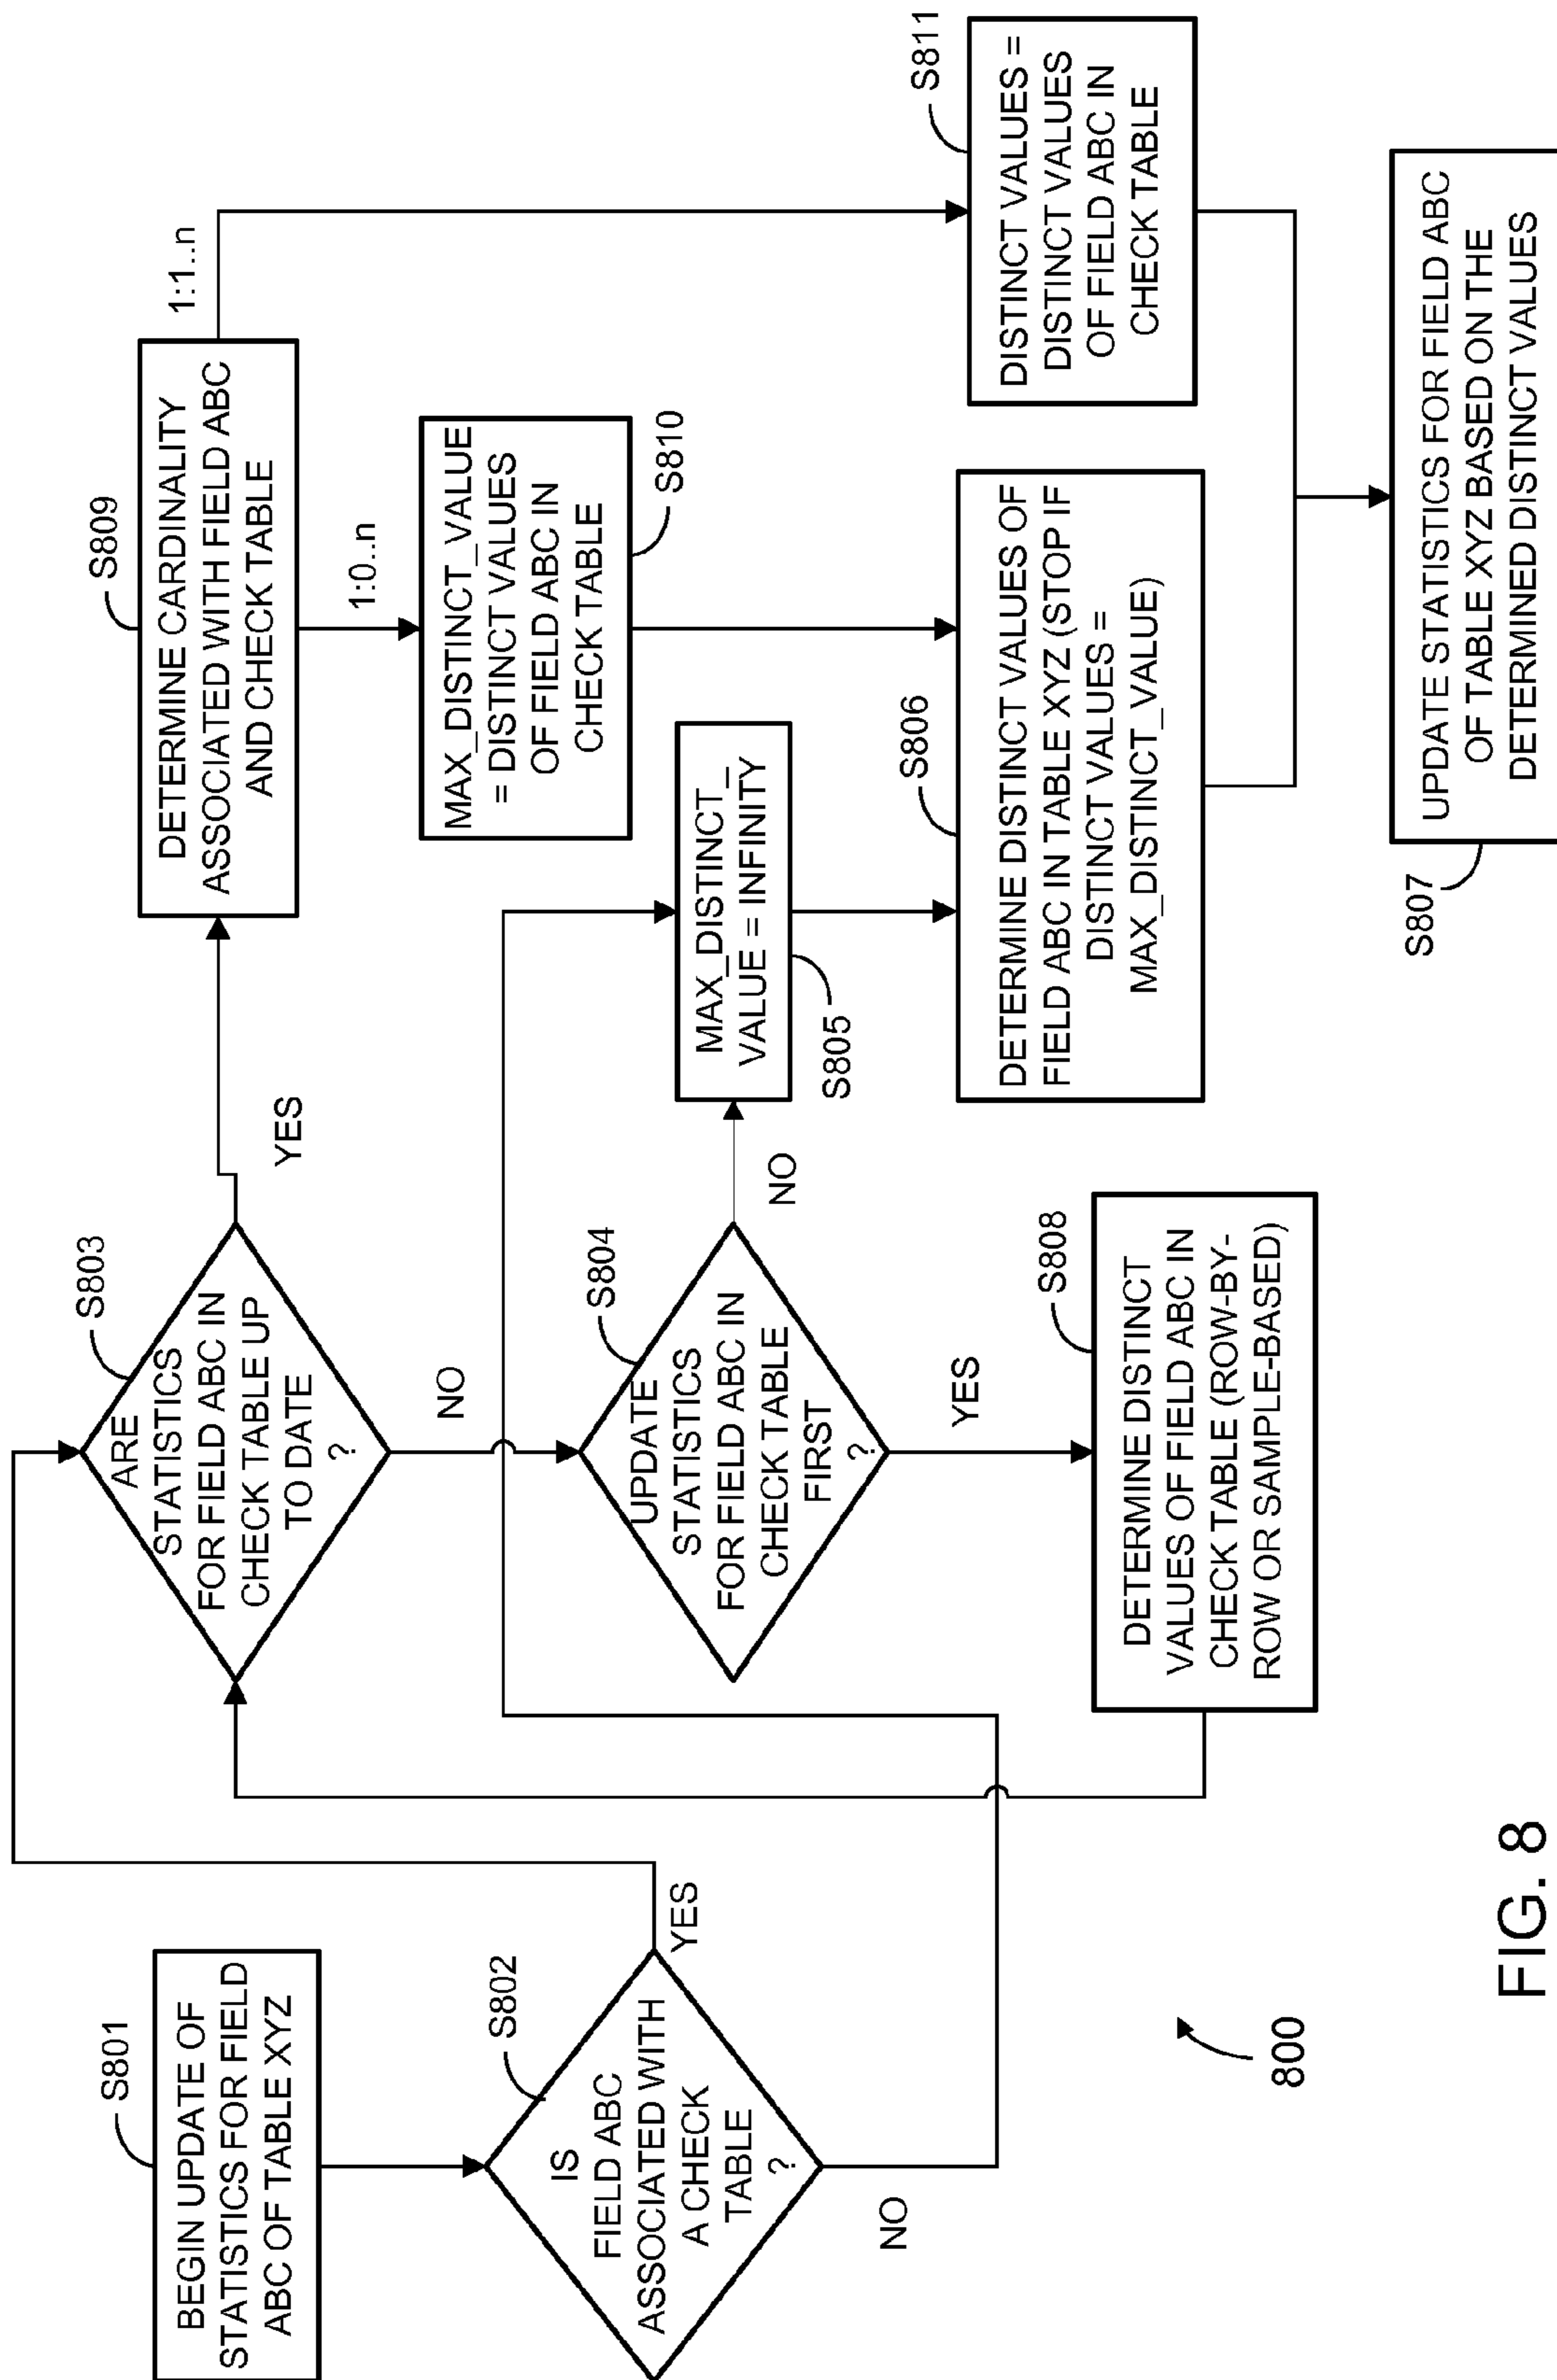 S801
BEGIN UPDATE OF
STATISTICS FOR FIELD
ABC OF TABLE XYZ
S802
IS
FIELD ABC
ASSOCIATED WITH
A CHECK
TABLE
?
YES
NO
S803
ARE
STATISTICS
FOR FIELD ABC IN
CHECK TABLE UP
TO DATE
?
YES
NO
S804
UPDATE
STATISTICS
FOR FIELD ABC IN
CHECK TABLE
FIRST
?
NO
YES
S808
DETERMINE DISTINCT
VALUES OF FIELD ABC IN
CHECK TABLE (ROW-BY-
ROW OR SAMPLE-BASED)
S809
DETERMINE CARDINALITY
ASSOCIATED WITH FIELD ABC
AND CHECK TABLE
1:1..n
1:0..n
MAX_DISTINCT_VALUE
= DISTINCT VALUES
OF FIELD ABC IN
CHECK TABLE
S810
MAX_DISTINCT_
VALUE = INFINITY
S805
S806
DETERMINE DISTINCT VALUES OF
FIELD ABC IN TABLE XYZ (STOP IF
DISTINCT VALUES =
MAX_DISTINCT_VALUE)
S811
DISTINCT VALUES =
DISTINCT VALUES
OF FIELD ABC IN
CHECK TABLE
S807
UPDATE STATISTICS FOR FIELD ABC
OF TABLE XYZ BASED ON THE
DETERMINED DISTINCT VALUES
800
FIG. 8